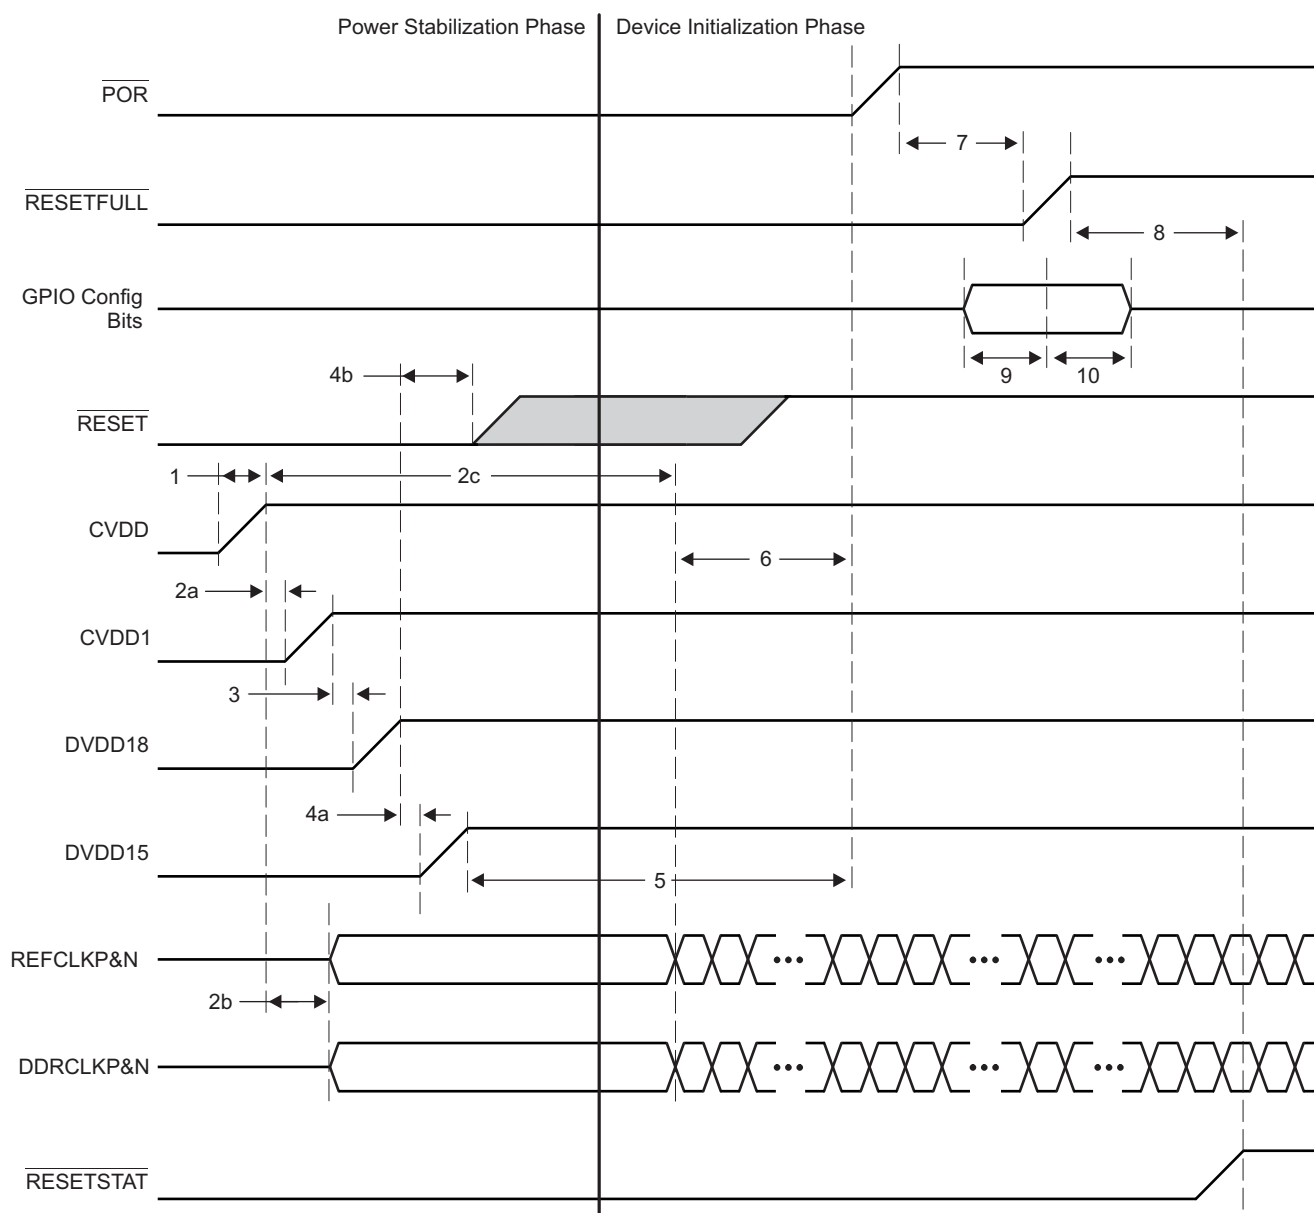 Power Stabilization Phase
Device Initialization Phase
POR
7
RESETFULL
8
GPIO Config
Bits
9
10
4b
RESET
1
2c
CVDD
6
2a
CVDD1
3
DVDD18
4a
DVDD15
5
REFCLKP&N
2b
DDRCLKP&N
RESETSTAT